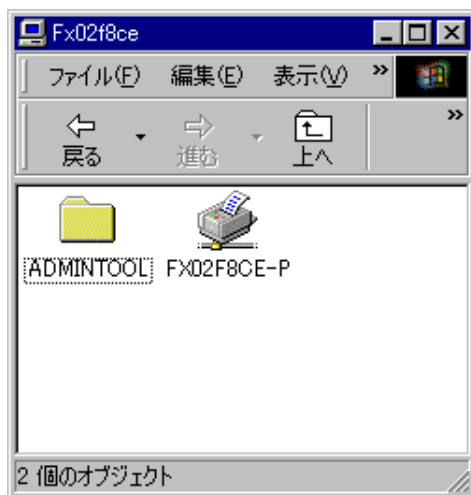 Fx02f8ce
ファイル(F) 編集(E) 表示(V) »
戻る 進む 上へ »
ADMINTOOL FX02F8CE-P
2 個のオブジェクト